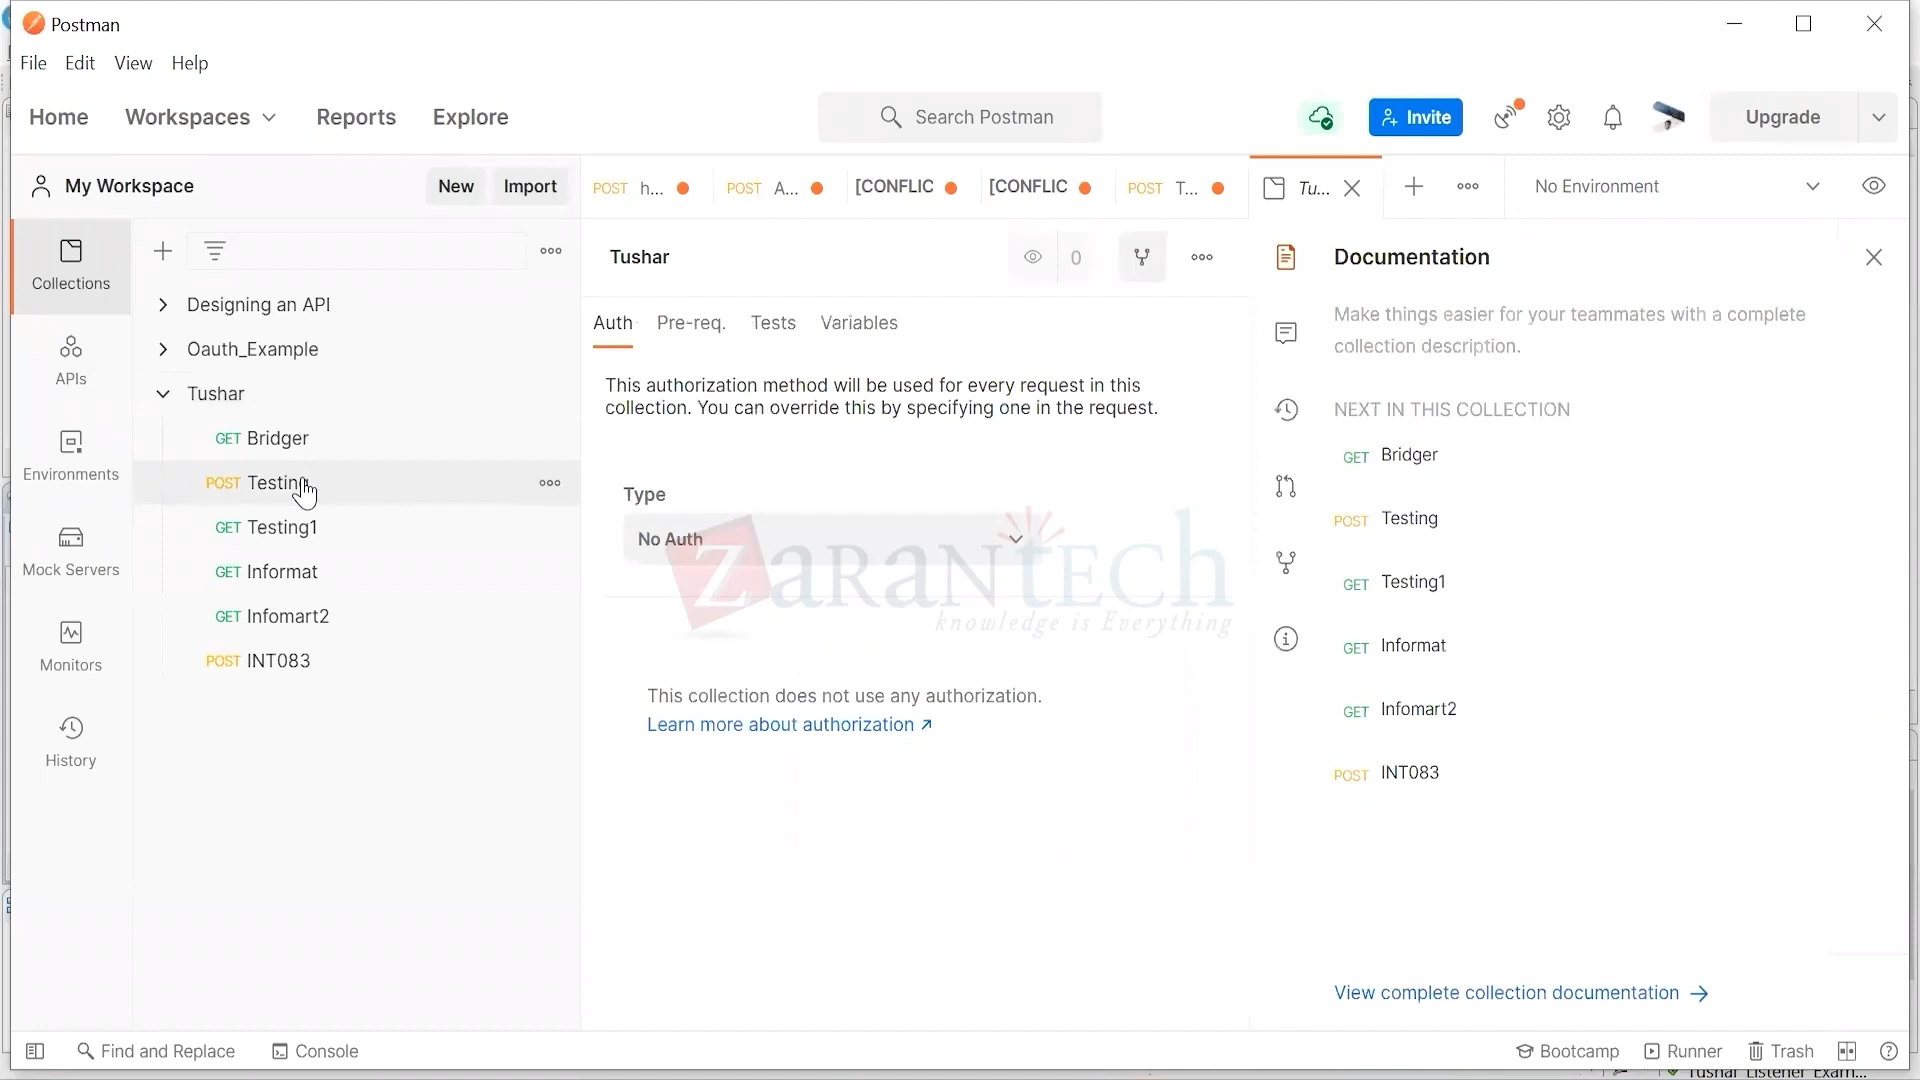 Postman
File Edit View Help
Home Workspaces Reports Explore Search Postman Invite Upgrade
My Workspace New Import
POST h... POST A... [CONFLIC [CONFLIC POST T... Tu... No Environment
Collections
APIs
Environments
Mock Servers
Monitors
History
Designing an API
Oauth_Example
Tushar
GET Bridger
POST Testing
GET Testing1
GET Informat
GET Infomart2
POST INT083
Tushar 0
Auth Pre-req. Tests Variables
This authorization method will be used for every request in this
collection. You can override this by specifying one in the request.
Type
No Auth
ZaranTech
knowledge is Everything
This collection does not use any authorization.
Learn more about authorization ↗
Documentation
Make things easier for your teammates with a complete
collection description.
NEXT IN THIS COLLECTION
GET Bridger
POST Testing
GET Testing1
GET Informat
GET Infomart2
POST INT083
View complete collection documentation →
Find and Replace Console Bootcamp Runner Trash
Tushar Listener Exam...